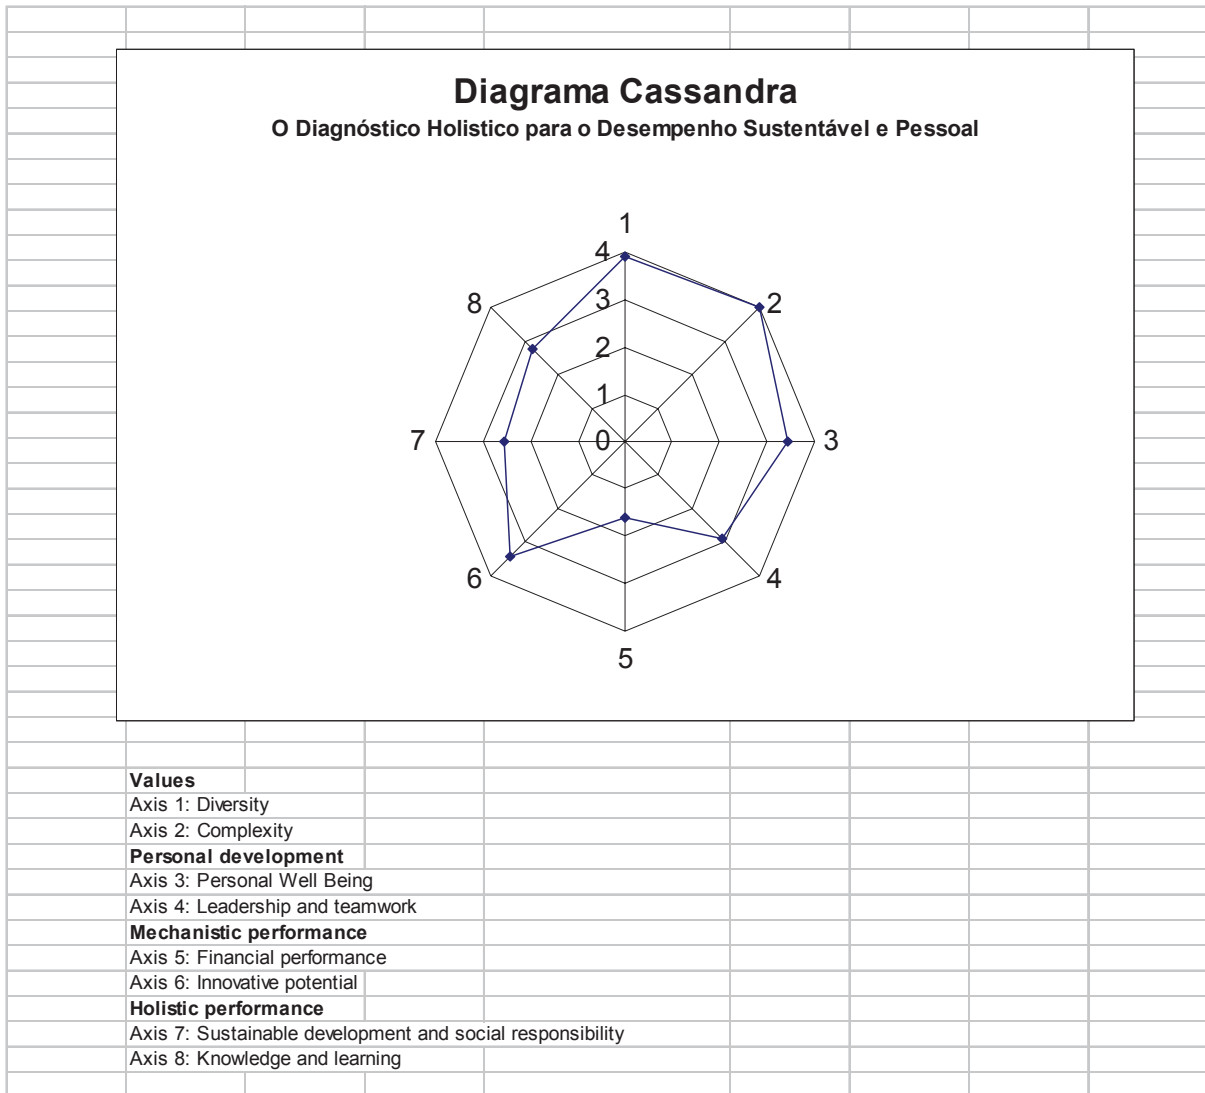 Diagrama Cassandra
O Diagnóstico Holistico para o Desempenho Sustentável e Pessoal
1
4
8
3
2
2
1
7
0
3
6
4
5
Values
Axis 1: Diversity
Axis 2: Complexity
Personal development
Axis 3: Personal Well Being
Axis 4: Leadership and teamwork
Mechanistic performance
Axis 5: Financial performance
Axis 6: Innovative potential
Holistic performance
Axis 7: Sustainable development and social responsibility
Axis 8: Knowledge and learning